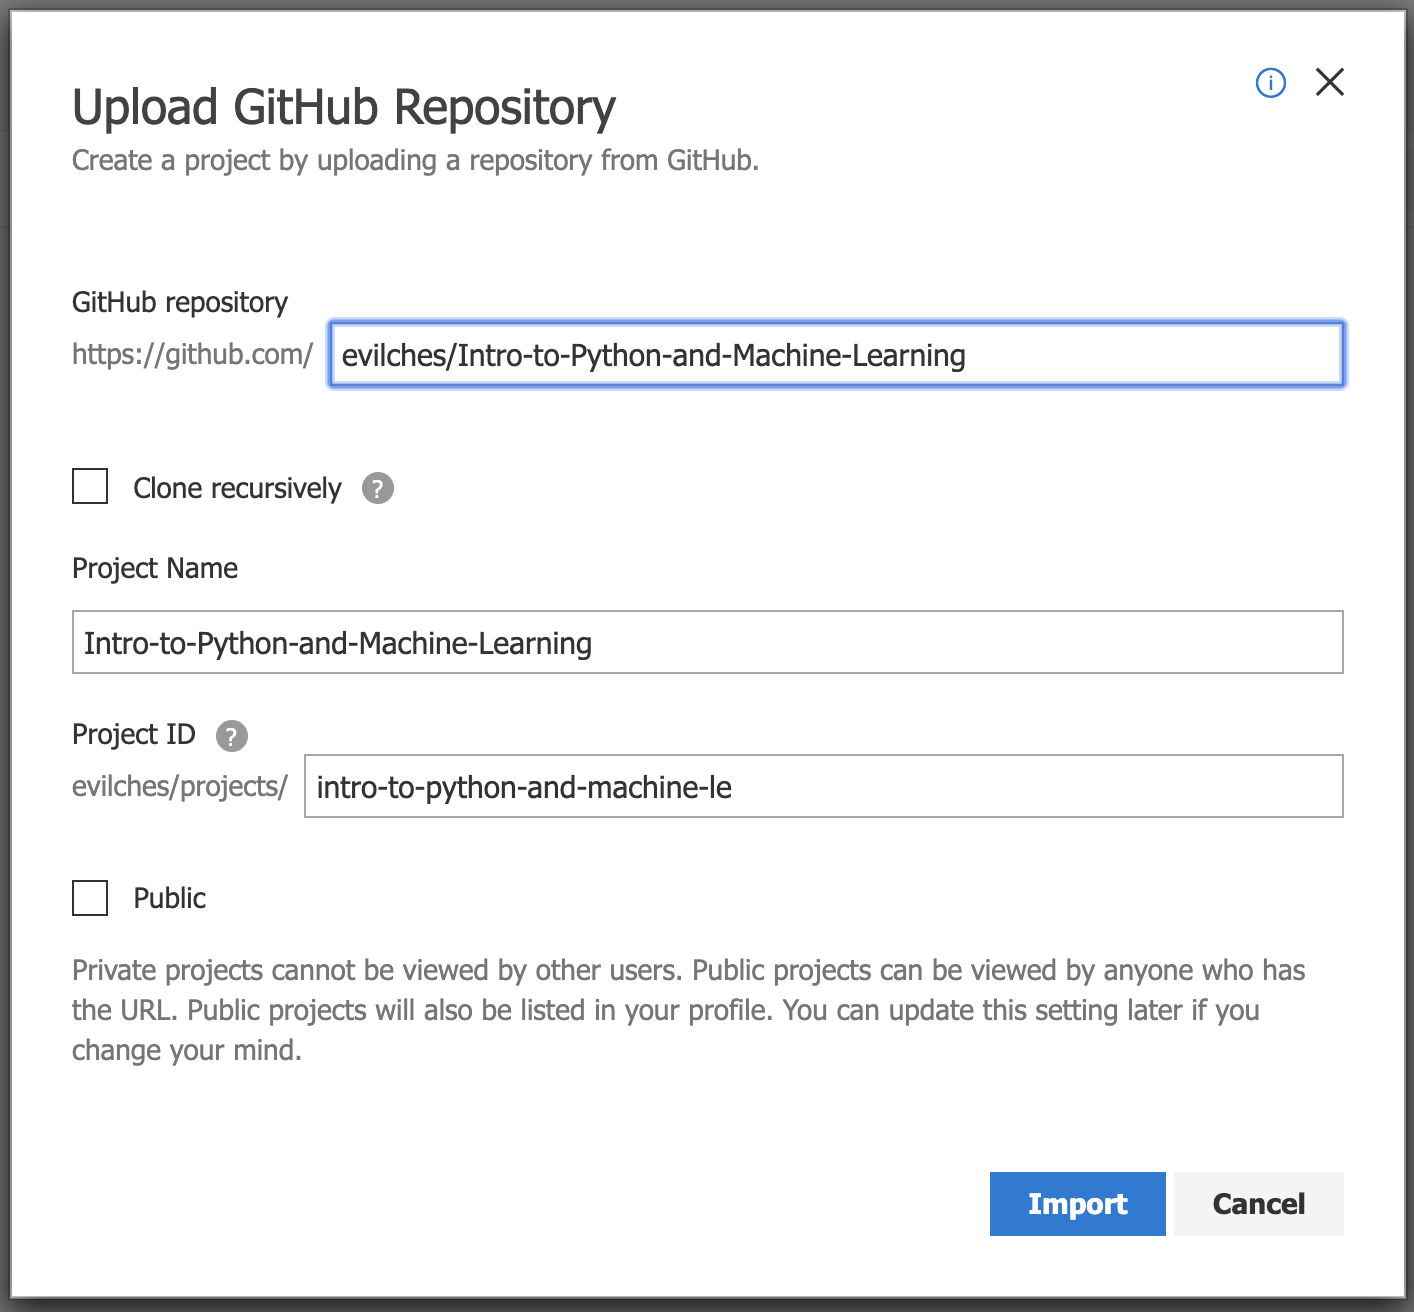 Upload GitHub Repository
Create a project by uploading a repository from GitHub.
GitHub repository
https://github.com/ evilches/Intro-to-Python-and-Machine-Learning
Clone recursively ?
Project Name
Intro-to-Python-and-Machine-Learning
Project ID ?
evilches/projects/ intro-to-python-and-machine-le
Public
Private projects cannot be viewed by other users. Public projects can be viewed by anyone who has
the URL. Public projects will also be listed in your profile. You can update this setting later if you
change your mind.
Import Cancel